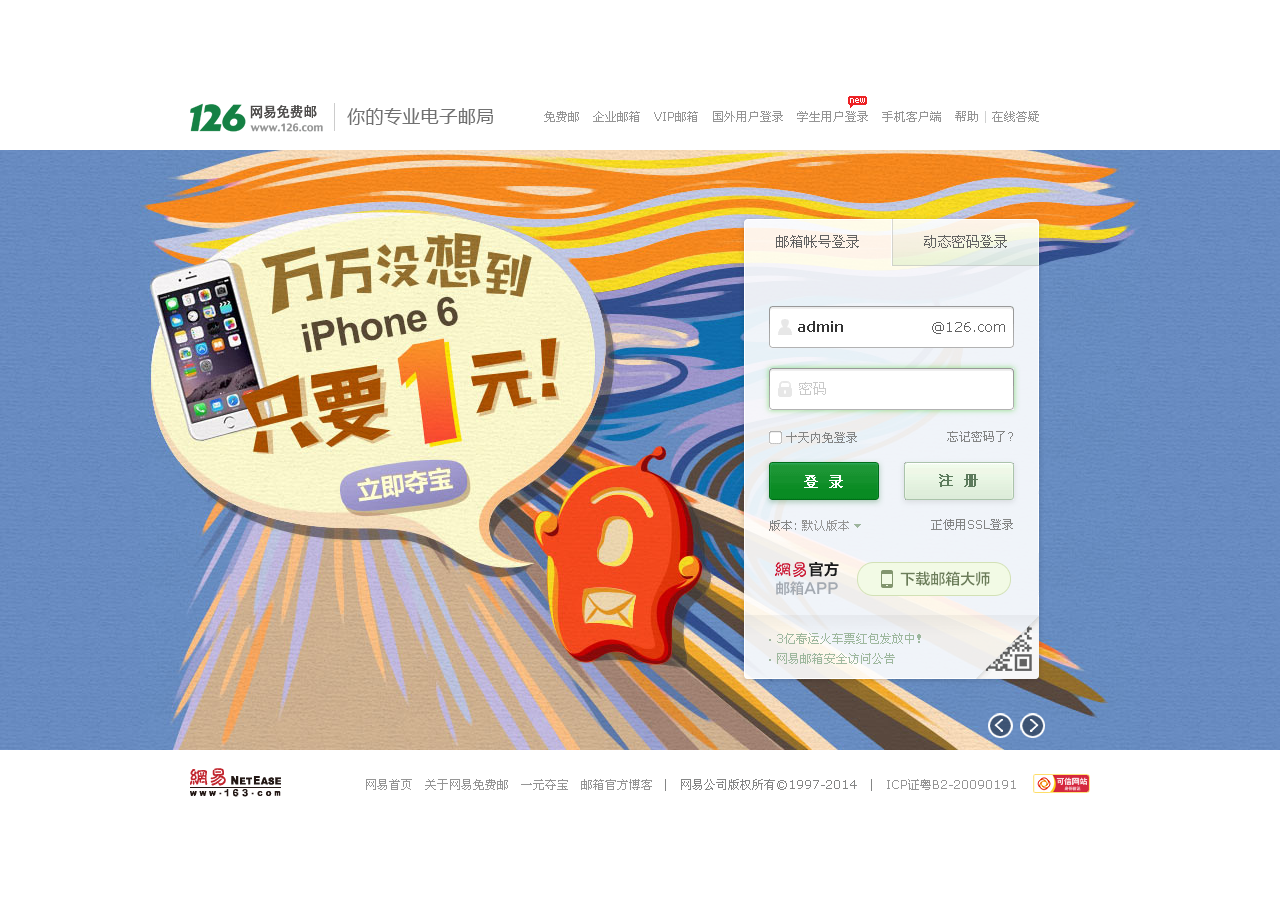 126 网易免费邮 www.126.com
你的专业电子邮局
免费邮 企业邮箱 VIP邮箱 国外用户登录 学生用户登录 new 手机客户端 帮助 | 在线答疑
万万没想到
iPhone 6
只要1元!
立即夺宝
邮箱帐号登录 动态密码登录
admin @126.com
密码
十天内免登录 忘记密码了?
登 录 注 册
版本: 默认版本 正使用SSL登录
網易官方
邮箱APP
下载邮箱大师
· 3亿春运火车票红包发放中!
· 网易邮箱安全访问公告
網易 NETEASE
www.163.com
网易首页 关于网易免费邮 一元夺宝 邮箱官方博客 | 网易公司版权所有©1997-2014 | ICP证粤B2-20090191
可信网站